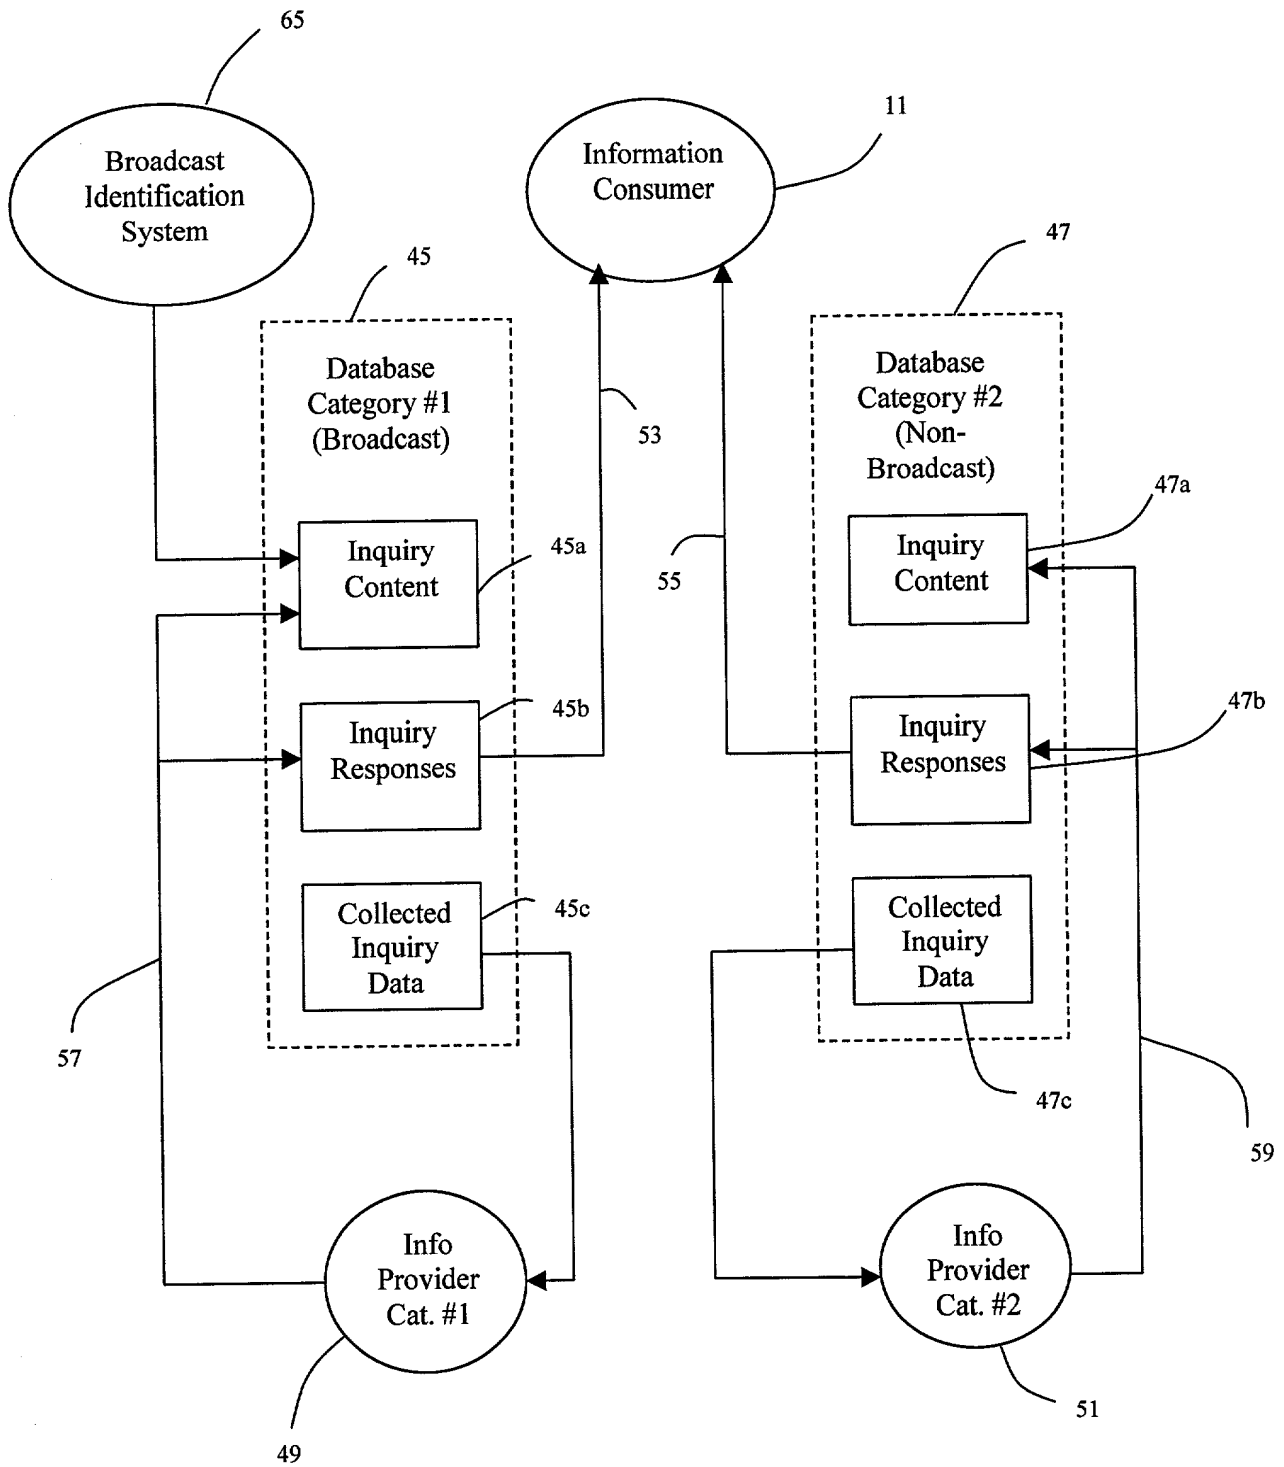 65
Broadcast
Identification
System
Information
Consumer
11
45
47
Database
Category #1
(Broadcast)
53
Database
Category #2
(Non-
Broadcast)
Inquiry
Content
45a
55
Inquiry
Content
47a
Inquiry
Responses
45b
Inquiry
Responses
47b
Collected
Inquiry
Data
45c
Collected
Inquiry
Data
47c
57
59
Info
Provider
Cat. #1
49
Info
Provider
Cat. #2
51